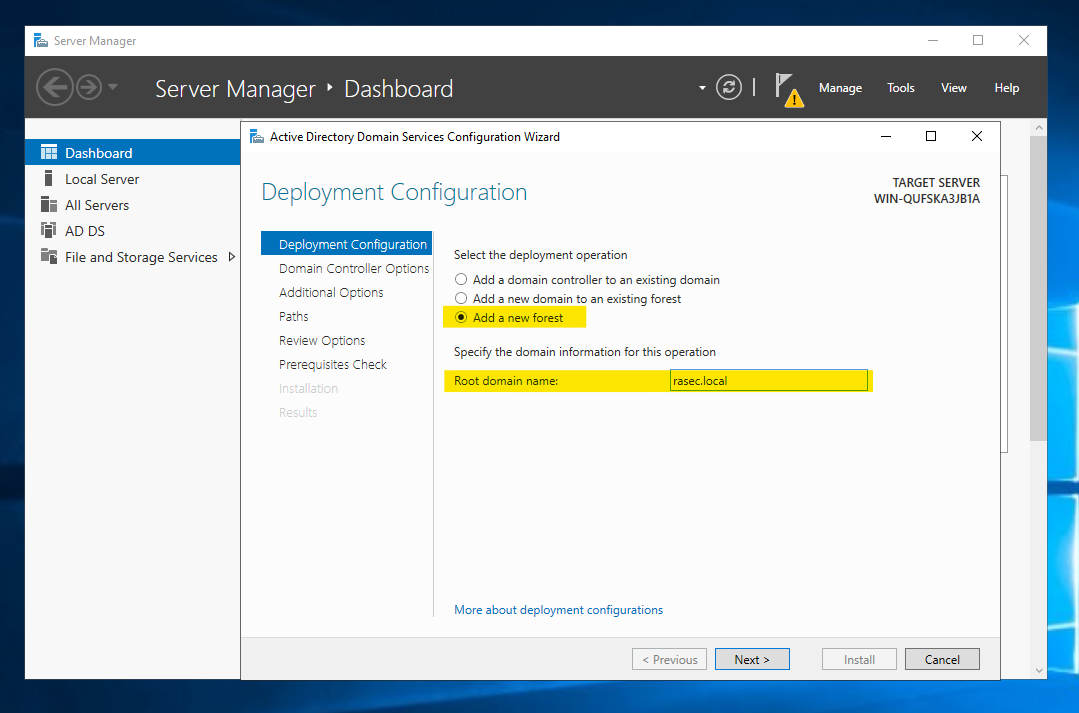 Server Manager
Server Manager ‣ Dashboard
Manage Tools View Help
Dashboard
Local Server
All Servers
AD DS
File and Storage Services
Active Directory Domain Services Configuration Wizard
Deployment Configuration
TARGET SERVER
WIN-QUFSKA3JB1A
Deployment Configuration
Domain Controller Options
Additional Options
Paths
Review Options
Prerequisites Check
Installation
Results
Select the deployment operation
Add a domain controller to an existing domain
Add a new domain to an existing forest
Add a new forest
Specify the domain information for this operation
Root domain name: rasec.local
More about deployment configurations
< Previous Next > Install Cancel